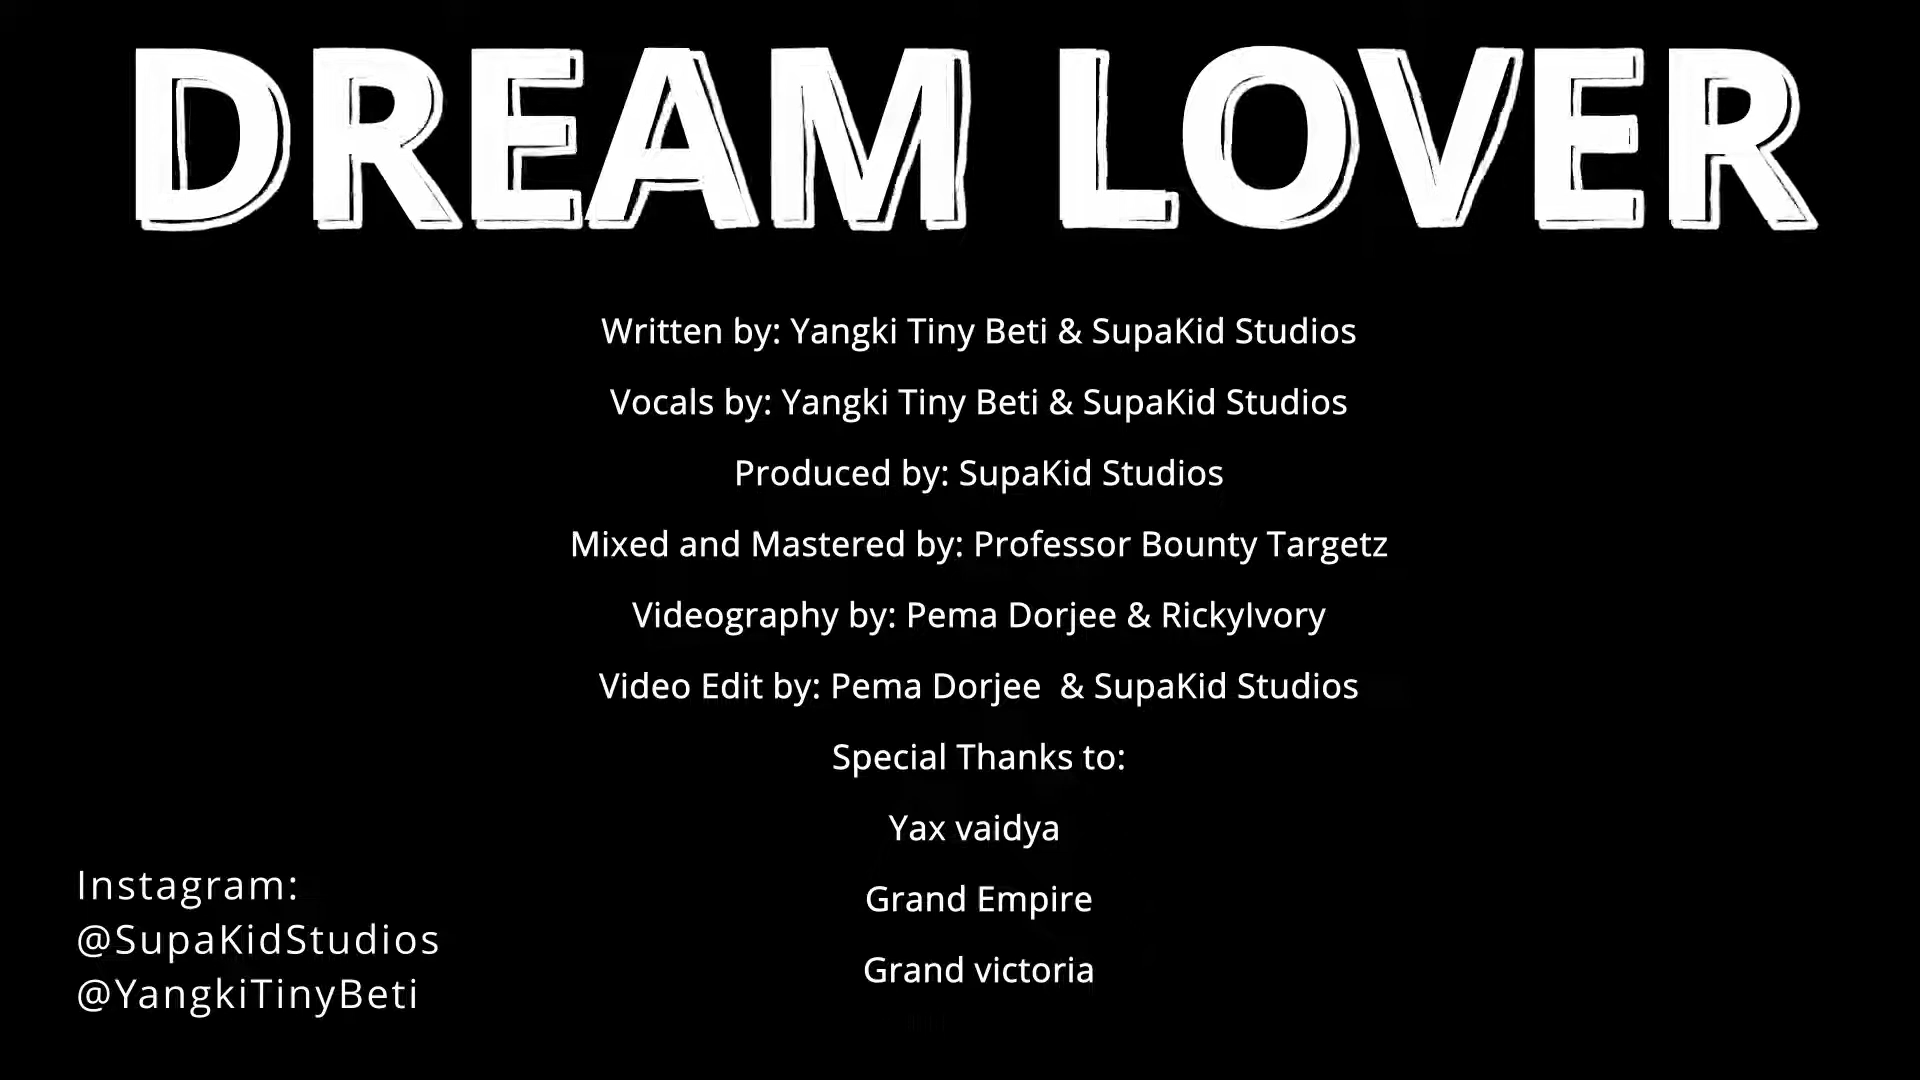 DREAM LOVER
Written by: Yangki Tiny Beti & SupaKid Studios
Vocals by: Yangki Tiny Beti & SupaKid Studios
Produced by: SupaKid Studios
Mixed and Mastered by: Professor Bounty Targetz
Videography by: Pema Dorjee & RickyIvory
Video Edit by: Pema Dorjee  & SupaKid Studios
Special Thanks to:
Yax vaidya
Grand Empire
Grand victoria
Instagram:
@SupaKidStudios
@YangkiTinyBeti